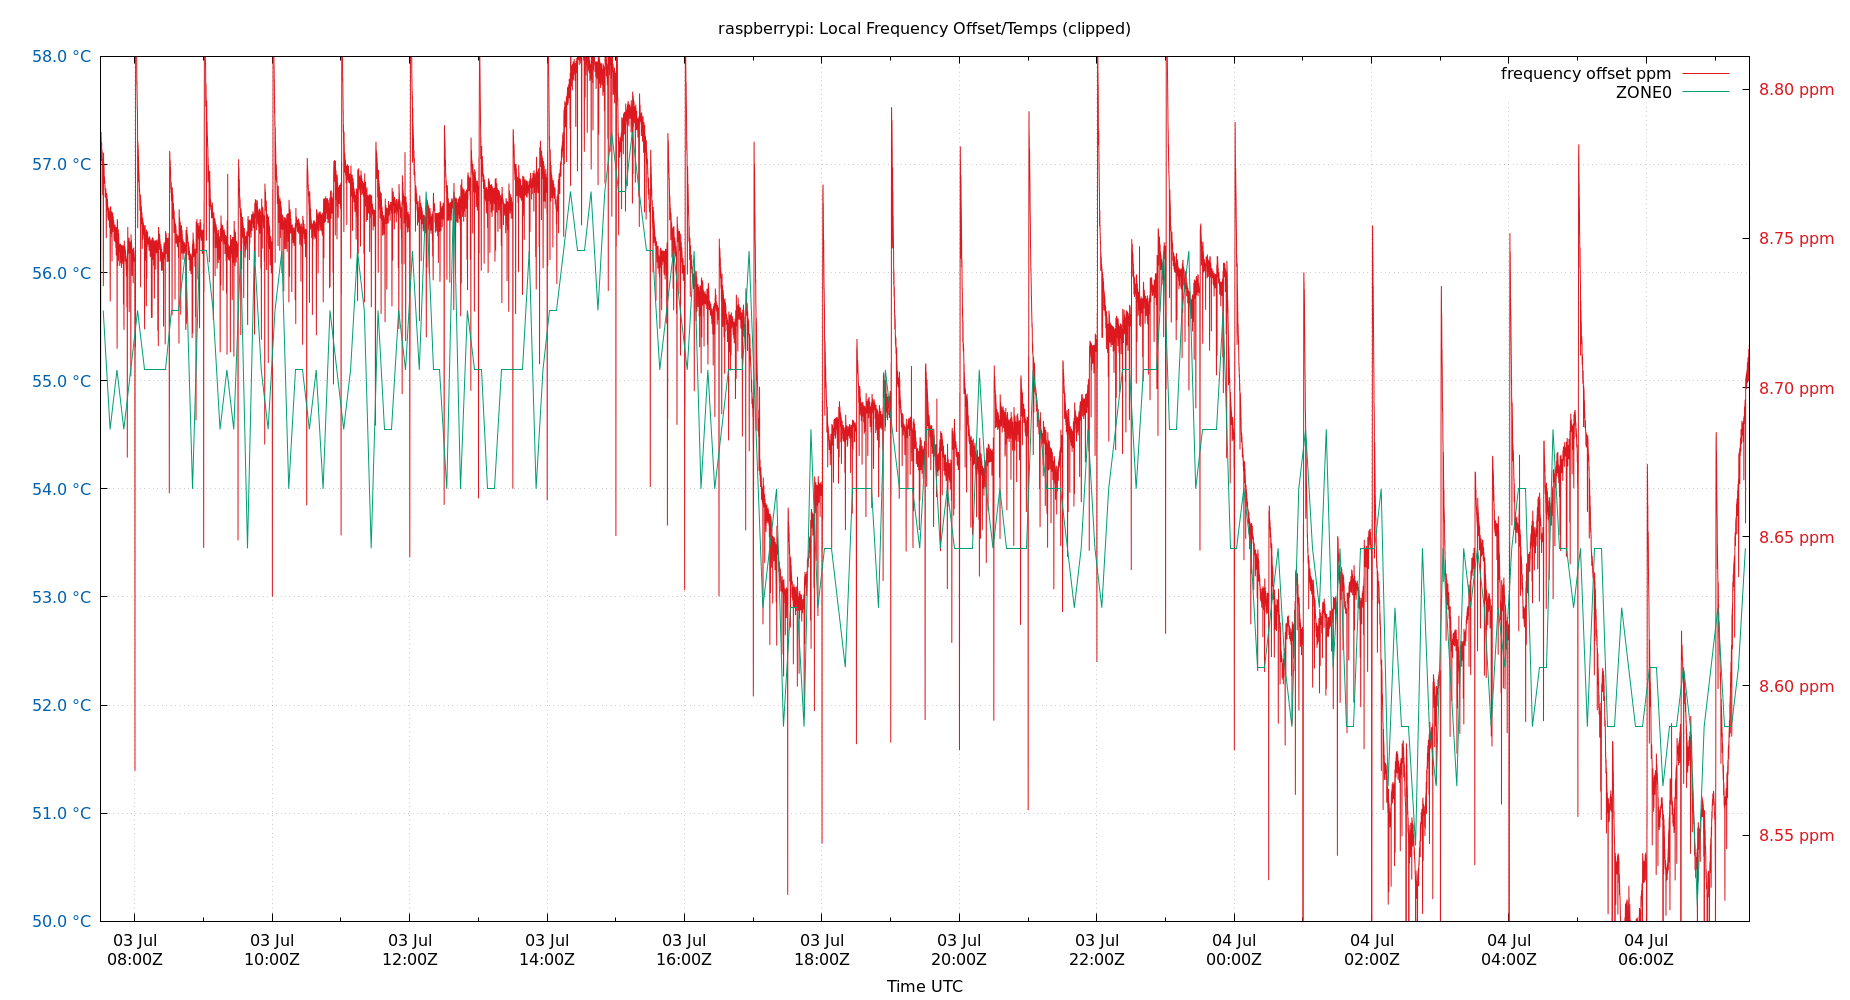 raspberrypi: Local Frequency Offset/Temps (clipped)
frequency offset ppm
ZONE0
58.0 °C
57.0 °C
56.0 °C
55.0 °C
54.0 °C
53.0 °C
52.0 °C
51.0 °C
50.0 °C
8.80 ppm
8.75 ppm
8.70 ppm
8.65 ppm
8.60 ppm
8.55 ppm
03 Jul
08:00Z
03 Jul
10:00Z
03 Jul
12:00Z
03 Jul
14:00Z
03 Jul
16:00Z
03 Jul
18:00Z
03 Jul
20:00Z
03 Jul
22:00Z
04 Jul
00:00Z
04 Jul
02:00Z
04 Jul
04:00Z
04 Jul
06:00Z
Time UTC